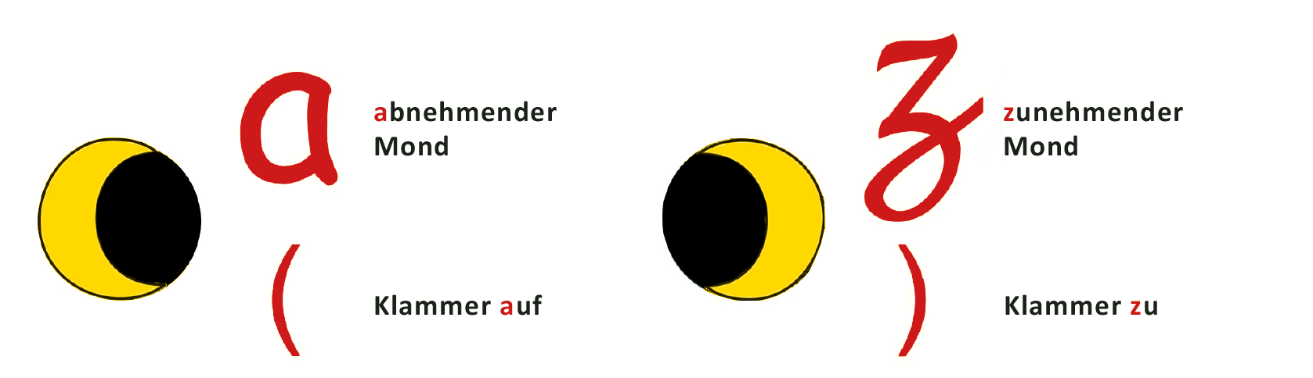 a
abnehmender
Mond
(
Klammer auf
z
zunehmender
Mond
)
Klammer zu